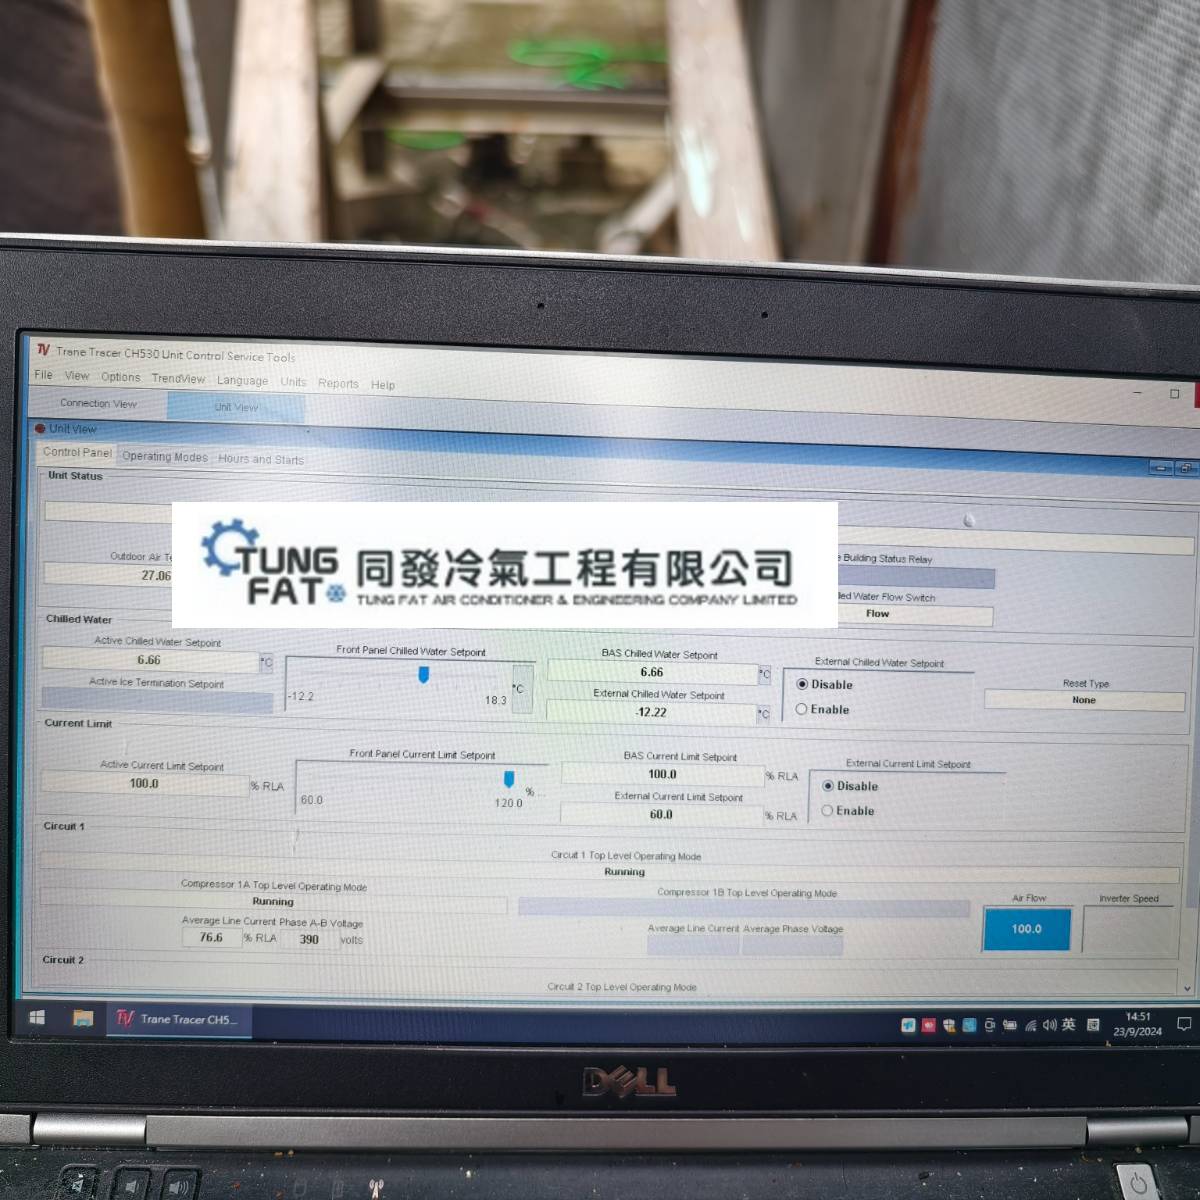 Trane Tracer CH530 Unit Control Service Tools
File View Options TrendView Language Units Reports Help
Connection View Unit View
Unit View
Control Panel Operating Modes Hours and Starts
Unit Status
TUNG FAT 同發冷氣工程有限公司
TUNG FAT AIR CONDITIONER & ENGINEERING COMPANY LIMITED
Outdoor Air
27.06
Building Status Relay
Water Flow Switch
Flow
Chilled Water
Active Chilled Water Setpoint
6.66 °C
Active Ice Termination Setpoint
Front Panel Chilled Water Setpoint
-12.2 18.3 °C
BAS Chilled Water Setpoint
6.66 °C
External Chilled Water Setpoint
-12.22 °C
External Chilled Water Setpoint
Disable
Enable
Reset Type
None
Current Limit
Active Current Limit Setpoint
100.0 % RLA
Front Panel Current Limit Setpoint
60.0 120.0 % ...
BAS Current Limit Setpoint
100.0 % RLA
External Current Limit Setpoint
60.0 % RLA
External Current Limit Setpoint
Disable
Enable
Circuit 1
Circuit 1 Top Level Operating Mode
Running
Compressor 1A Top Level Operating Mode
Running
Average Line Current Phase A-B Voltage
76.6 % RLA 390 volts
Compressor 1B Top Level Operating Mode
Average Line Current Average Phase Voltage
Air Flow
100.0
Inverter Speed
Circuit 2
Circuit 2 Top Level Operating Mode
Trane Tracer CH5...
英
14:51
23/9/2024
DELL